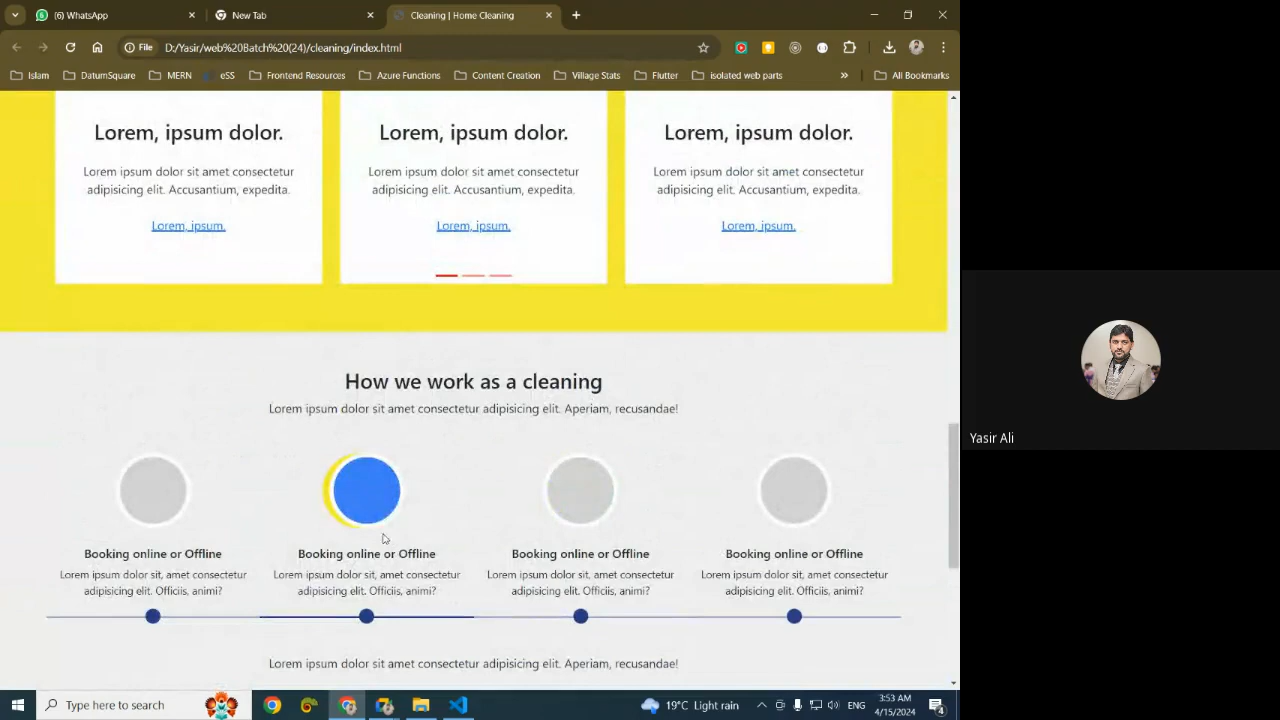 (6) WhatsApp
New Tab
Cleaning | Home Cleaning
File
D:/Yasir/web%20Batch%20(24)/cleaning/index.html
Islam
DatumSquare
MERN
eSS
Frontend Resources
Azure Functions
Content Creation
Village Stats
Flutter
isolated web parts
»
All Bookmarks
Lorem, ipsum dolor.
Lorem ipsum dolor sit amet consectetur
adipisicing elit. Accusantium, expedita.
Lorem, ipsum.
Lorem, ipsum dolor.
Lorem ipsum dolor sit amet consectetur
adipisicing elit. Accusantium, expedita.
Lorem, ipsum.
Lorem, ipsum dolor.
Lorem ipsum dolor sit amet consectetur
adipisicing elit. Accusantium, expedita.
Lorem, ipsum.
How we work as a cleaning
Lorem ipsum dolor sit amet consectetur adipisicing elit. Aperiam, recusandae!
Booking online or Offline
Lorem ipsum dolor sit, amet consectetur
adipisicing elit. Officiis, animi?
Booking online or Offline
Lorem ipsum dolor sit, amet consectetur
adipisicing elit. Officiis, animi?
Booking online or Offline
Lorem ipsum dolor sit, amet consectetur
adipisicing elit. Officiis, animi?
Booking online or Offline
Lorem ipsum dolor sit, amet consectetur
adipisicing elit. Officiis, animi?
Lorem ipsum dolor sit amet consectetur adipisicing elit. Aperiam, recusandae!
Yasir Ali
Type here to search
19°C Light rain
ENG
3:53 AM
4/15/2024
4